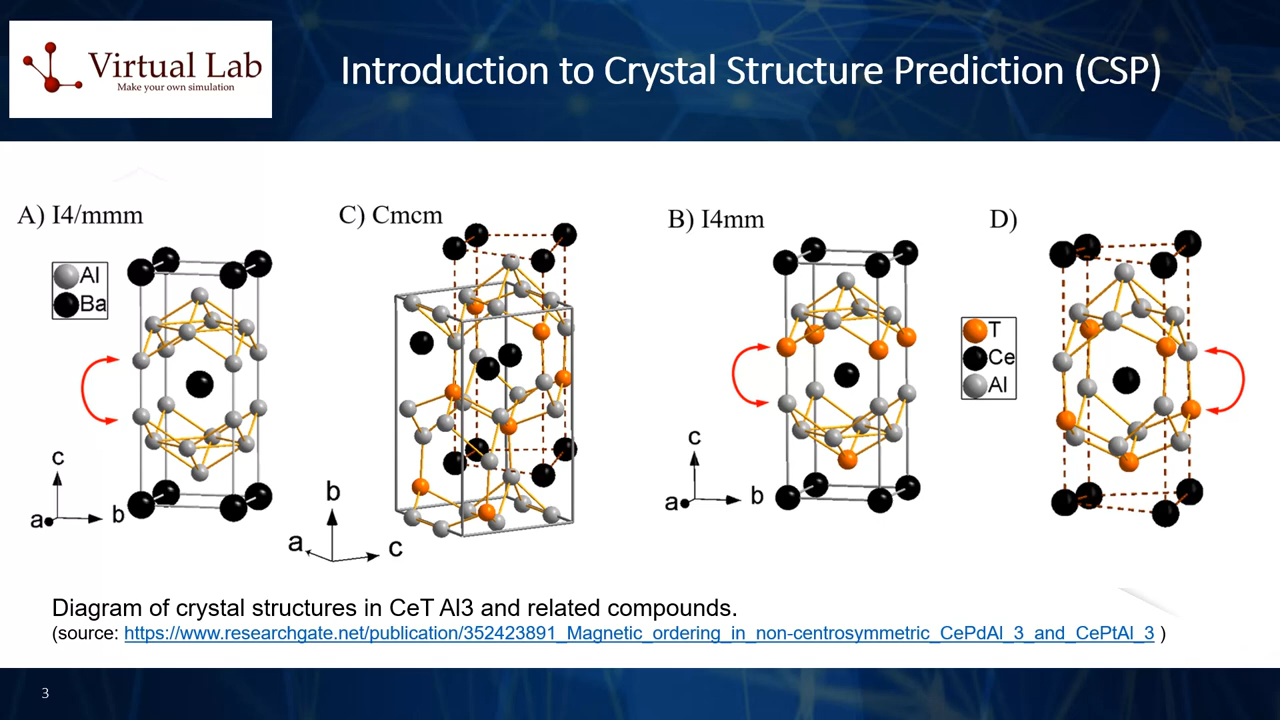 Virtual Lab
Make your own simulation
Introduction to Crystal Structure Prediction (CSP)
A) I4/mmm
C) Cmcm
B) I4mm
D)
Al
Ba
T
Ce
Al
c
a
b
b
a
c
c
a
b
Diagram of crystal structures in CeT Al3 and related compounds.
(source: https://www.researchgate.net/publication/352423891_Magnetic_ordering_in_non-centrosymmetric_CePdAl_3_and_CePtAl_3 )
3